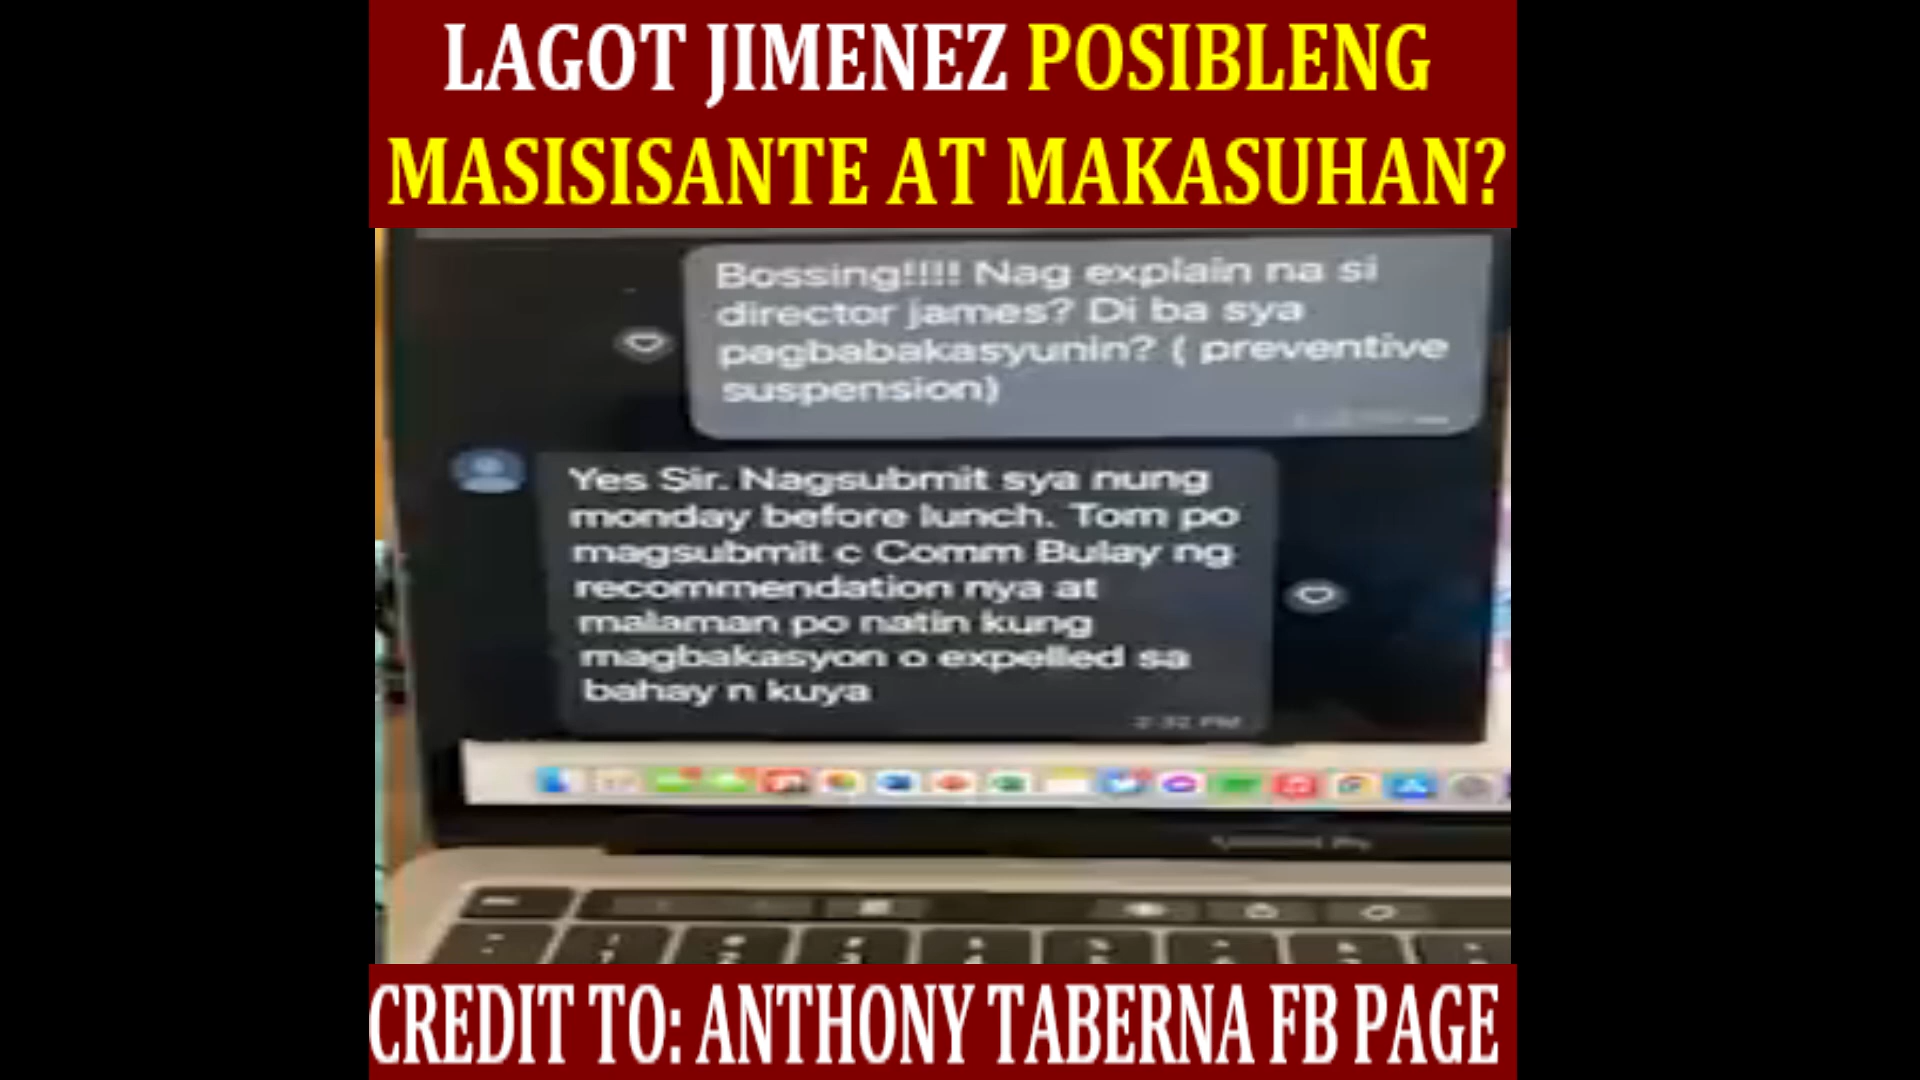 LAGOT JIMENEZ POSIBLENG
MASISISANTE AT MAKASUHAN?
Bossing!!!! Nag explain na si
director james? Di ba sya
pagbabakasyunin? ( preventive
suspension)
Yes Sir. Nagsubmit sya nung
monday before lunch. Tom po
magsubmit c Comm Bulay ng
recommendation nya at
malaman po natin kung
magbakasyon o expelled sa
bahay n kuya
CREDIT TO: ANTHONY TABERNA FB PAGE